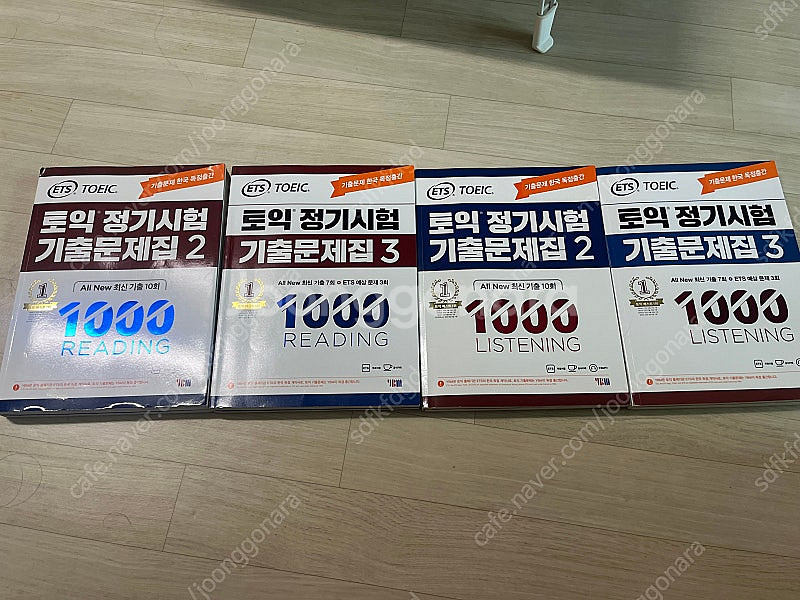 ETS TOEIC.
기출문제 한국 독점출간
토익 정기시험
기출문제집 2
All New 최신 기출 10회
1000
READING
YBM
ETS TOEIC.
기출문제 한국 독점출간
토익 정기시험
기출문제집 3
All New 최신 기출 7회 + ETS 예상 문제 3회
1000
READING
ETS TOEIC.
기출문제 한국 독점출간
토익 정기시험
기출문제집 2
All New 최신 기출 10회
1000
LISTENING
YBM
ETS TOEIC.
기출문제 한국 독점출간
토익 정기시험
기출문제집 3
All New 최신 기출 7회 + ETS 예상 문제 3회
1000
LISTENING
cafe.naver.com/joonggonara